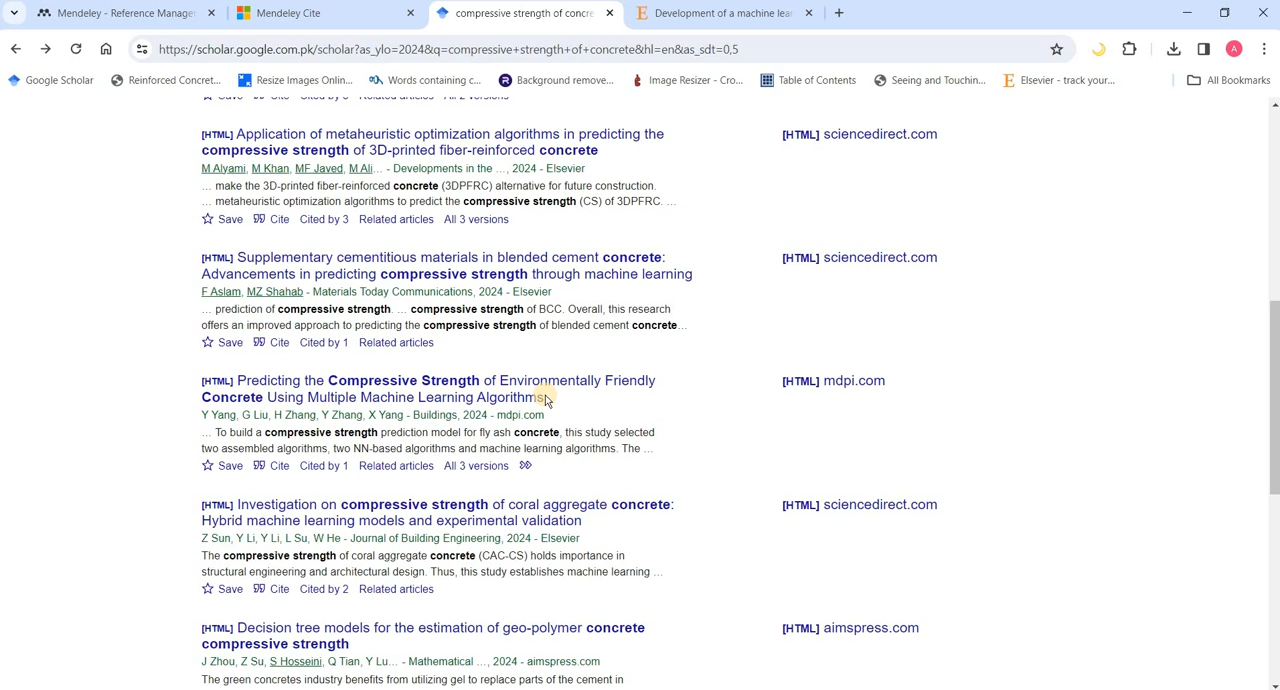 Mendeley - Reference Manage
Mendeley Cite
compressive strength of concre
Development of a machine lea
https://scholar.google.com.pk/scholar?as_ylo=2024&q=compressive+strength+of+concrete&hl=en&as_sdt=0,5
A
Google Scholar
Reinforced Concret...
Resize Images Onlin...
Words containing c...
Background remove...
Image Resizer - Cro...
Table of Contents
Seeing and Touchin...
Elsevier - track your...
All Bookmarks
[HTML] Application of metaheuristic optimization algorithms in predicting the
compressive strength of 3D-printed fiber-reinforced concrete
[HTML] sciencedirect.com
M Alyami, M Khan, MF Javed, M Ali... - Developments in the ..., 2024 - Elsevier
... make the 3D-printed fiber-reinforced concrete (3DPFRC) alternative for future construction.
... metaheuristic optimization algorithms to predict the compressive strength (CS) of 3DPFRC. ...
Save Cite Cited by 3 Related articles All 3 versions
[HTML] Supplementary cementitious materials in blended cement concrete:
Advancements in predicting compressive strength through machine learning
[HTML] sciencedirect.com
F Aslam, MZ Shahab - Materials Today Communications, 2024 - Elsevier
... prediction of compressive strength. ... compressive strength of BCC. Overall, this research
offers an improved approach to predicting the compressive strength of blended cement concrete...
Save Cite Cited by 1 Related articles
[HTML] Predicting the Compressive Strength of Environmentally Friendly
Concrete Using Multiple Machine Learning Algorithms
[HTML] mdpi.com
Y Yang, G Liu, H Zhang, Y Zhang, X Yang - Buildings, 2024 - mdpi.com
... To build a compressive strength prediction model for fly ash concrete, this study selected
two assembled algorithms, two NN-based algorithms and machine learning algorithms. The ...
Save Cite Cited by 1 Related articles All 3 versions
[HTML] Investigation on compressive strength of coral aggregate concrete:
Hybrid machine learning models and experimental validation
[HTML] sciencedirect.com
Z Sun, Y Li, Y Li, L Su, W He - Journal of Building Engineering, 2024 - Elsevier
The compressive strength of coral aggregate concrete (CAC-CS) holds importance in
structural engineering and architectural design. Thus, this study establishes machine learning ...
Save Cite Cited by 2 Related articles
[HTML] Decision tree models for the estimation of geo-polymer concrete
compressive strength
[HTML] aimspress.com
J Zhou, Z Su, S Hosseini, Q Tian, Y Lu... - Mathematical ..., 2024 - aimspress.com
The green concretes industry benefits from utilizing gel to replace parts of the cement in